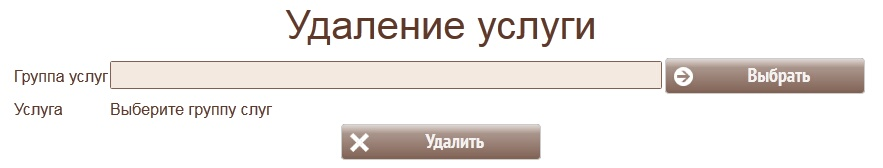 Удаление услуги
Группа услуг Выбрать
Услуга Выберите группу слуг
Удалить